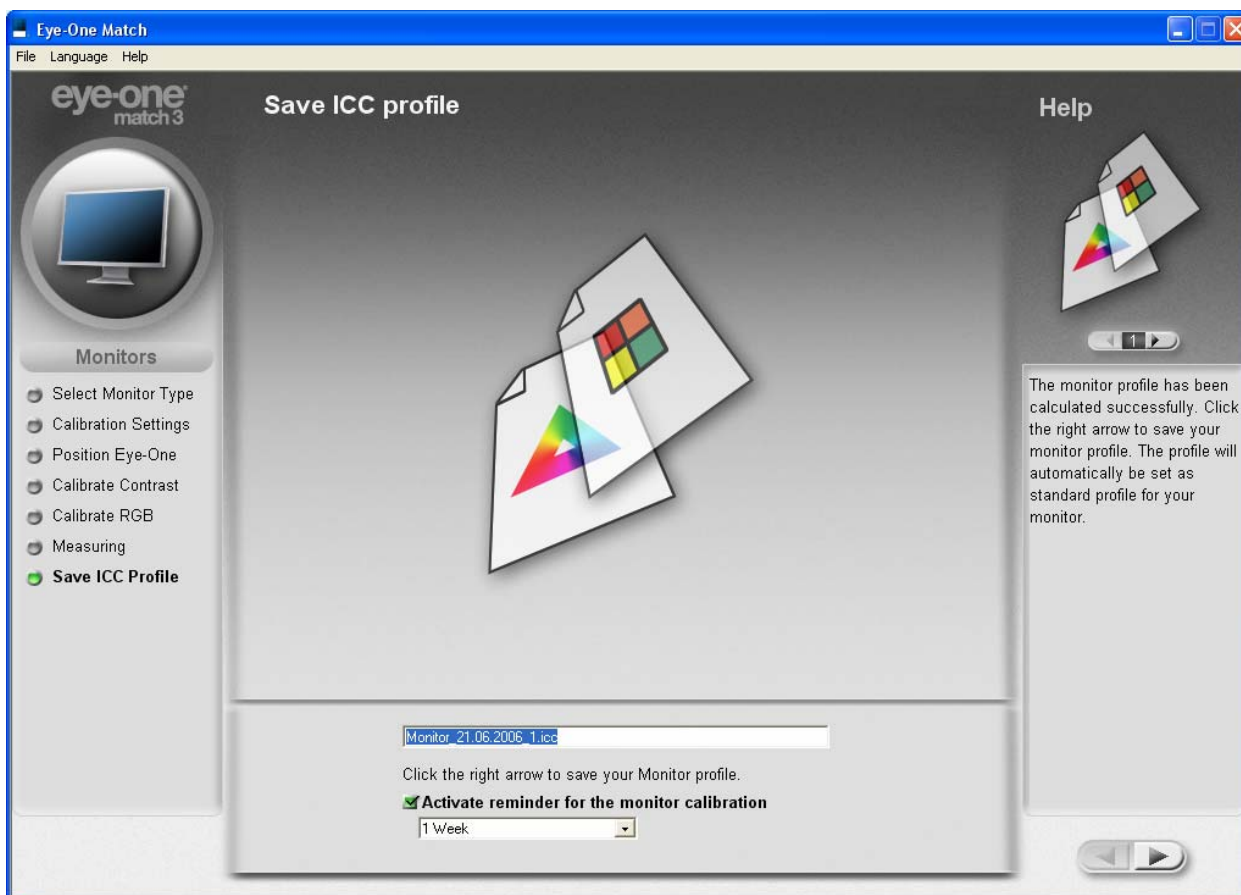 Eye-One Match
File Language Help
eye-one
match 3
Save ICC profile
Help
Monitors
Select Monitor Type
Calibration Settings
Position Eye-One
Calibrate Contrast
Calibrate RGB
Measuring
Save ICC Profile
1
The monitor profile has been
calculated successfully. Click
the right arrow to save your
monitor profile. The profile will
automatically be set as
standard profile for your
monitor.
Monitor_21.06.2006_1.icc
Click the right arrow to save your Monitor profile.
Activate reminder for the monitor calibration
1 Week